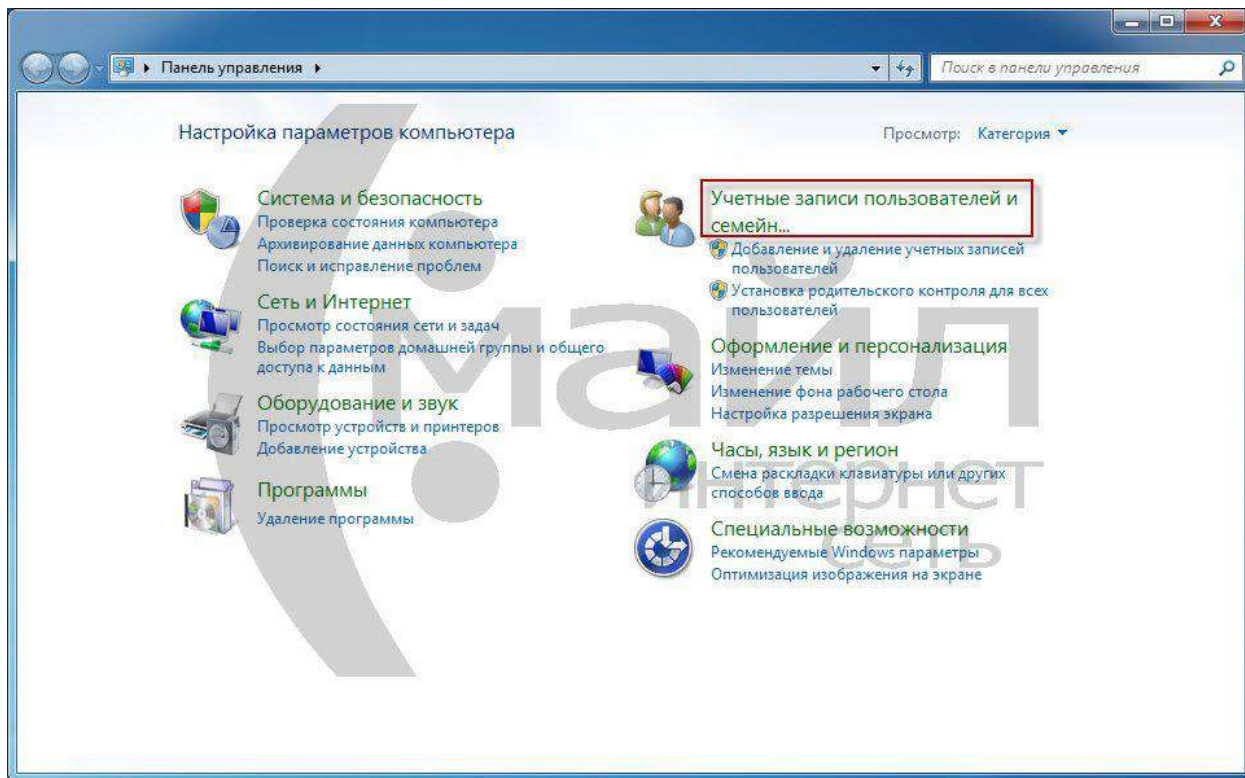 Панель управления
Поиск в панели управления
Настройка параметров компьютера
Просмотр: Категория
Система и безопасность
Проверка состояния компьютера
Архивирование данных компьютера
Поиск и исправление проблем
Сеть и Интернет
Просмотр состояния сети и задач
Выбор параметров домашней группы и общего
доступа к данным
Оборудование и звук
Просмотр устройств и принтеров
Добавление устройства
Программы
Удаление программы
Учетные записи пользователей и
семейн...
Добавление и удаление учетных записей
пользователей
Установка родительского контроля для всех
пользователей
Оформление и персонализация
Изменение темы
Изменение фона рабочего стола
Настройка разрешения экрана
Часы, язык и регион
Смена раскладки клавиатуры или других
способов ввода
Специальные возможности
Рекомендуемые Windows параметры
Оптимизация изображения на экране
майл
интернет
сеть